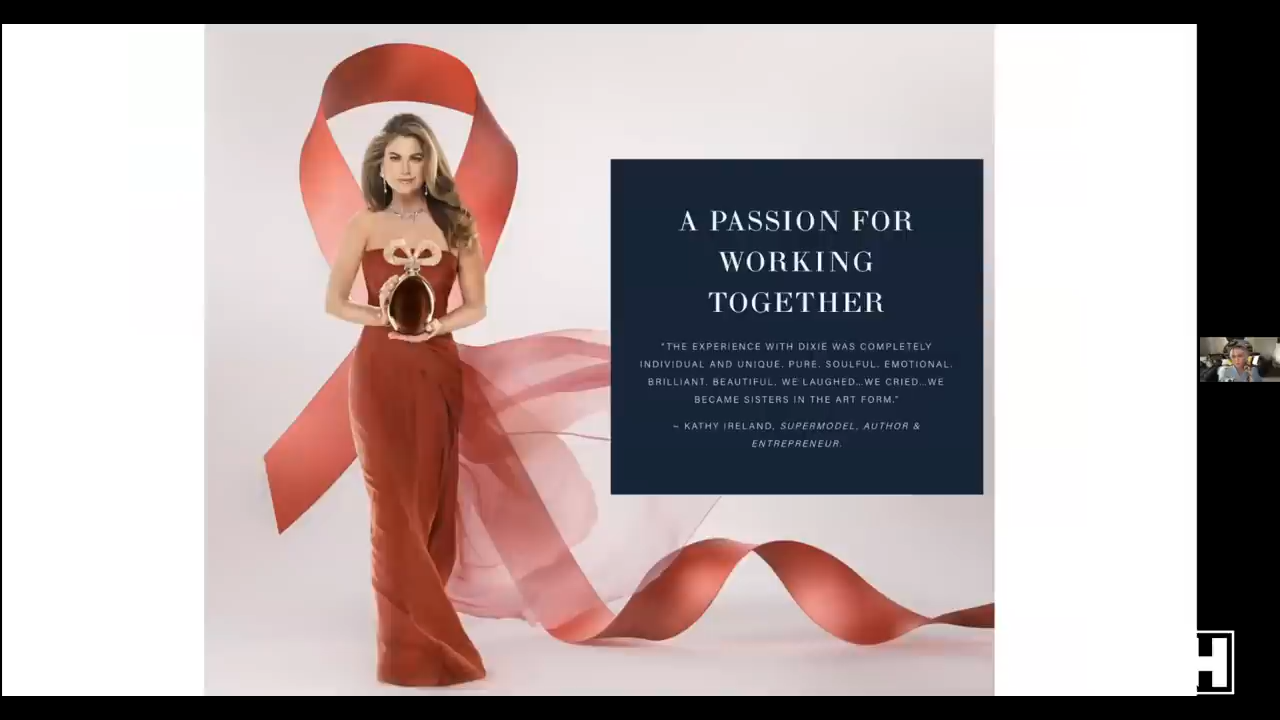 A PASSION FOR
WORKING
TOGETHER
"THE EXPERIENCE WITH DIXIE WAS COMPLETELY
INDIVIDUAL AND UNIQUE. PURE. SOULFUL. EMOTIONAL.
BRILLIANT. BEAUTIFUL. WE LAUGHED...WE CRIED...WE
BECAME SISTERS IN THE ART FORM."
~ KATHY IRELAND, SUPERMODEL, AUTHOR &
ENTREPRENEUR.
H